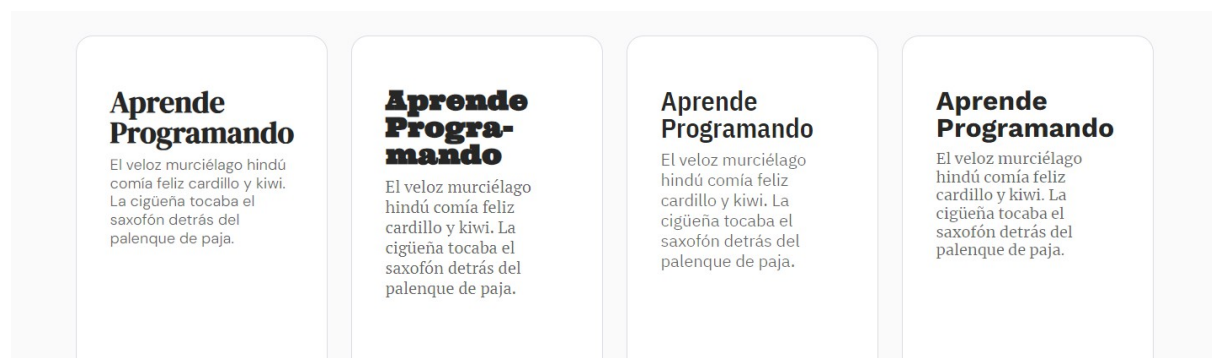 Aprende
Programando
El veloz murciélago hindú
comía feliz cardillo y kiwi.
La cigüeña tocaba el
saxofón detrás del
palenque de paja.
Aprende
Progra-
mando
El veloz murciélago
hindú comía feliz
cardillo y kiwi. La
cigüeña tocaba el
saxofón detrás del
palenque de paja.
Aprende
Programando
El veloz murciélago
hindú comía feliz
cardillo y kiwi. La
cigüeña tocaba el
saxofón detrás del
palenque de paja.
Aprende
Programando
El veloz murciélago
hindú comía feliz
cardillo y kiwi. La
cigüeña tocaba el
saxofón detrás del
palenque de paja.